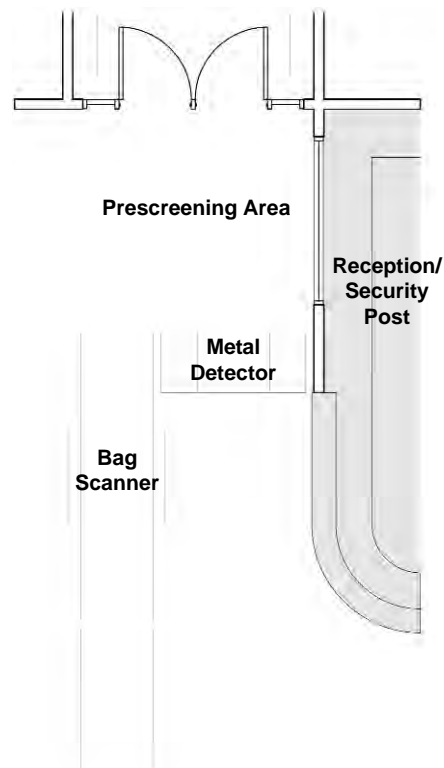 Prescreening Area
Reception/
Security
Post
Metal
Detector
Bag
Scanner